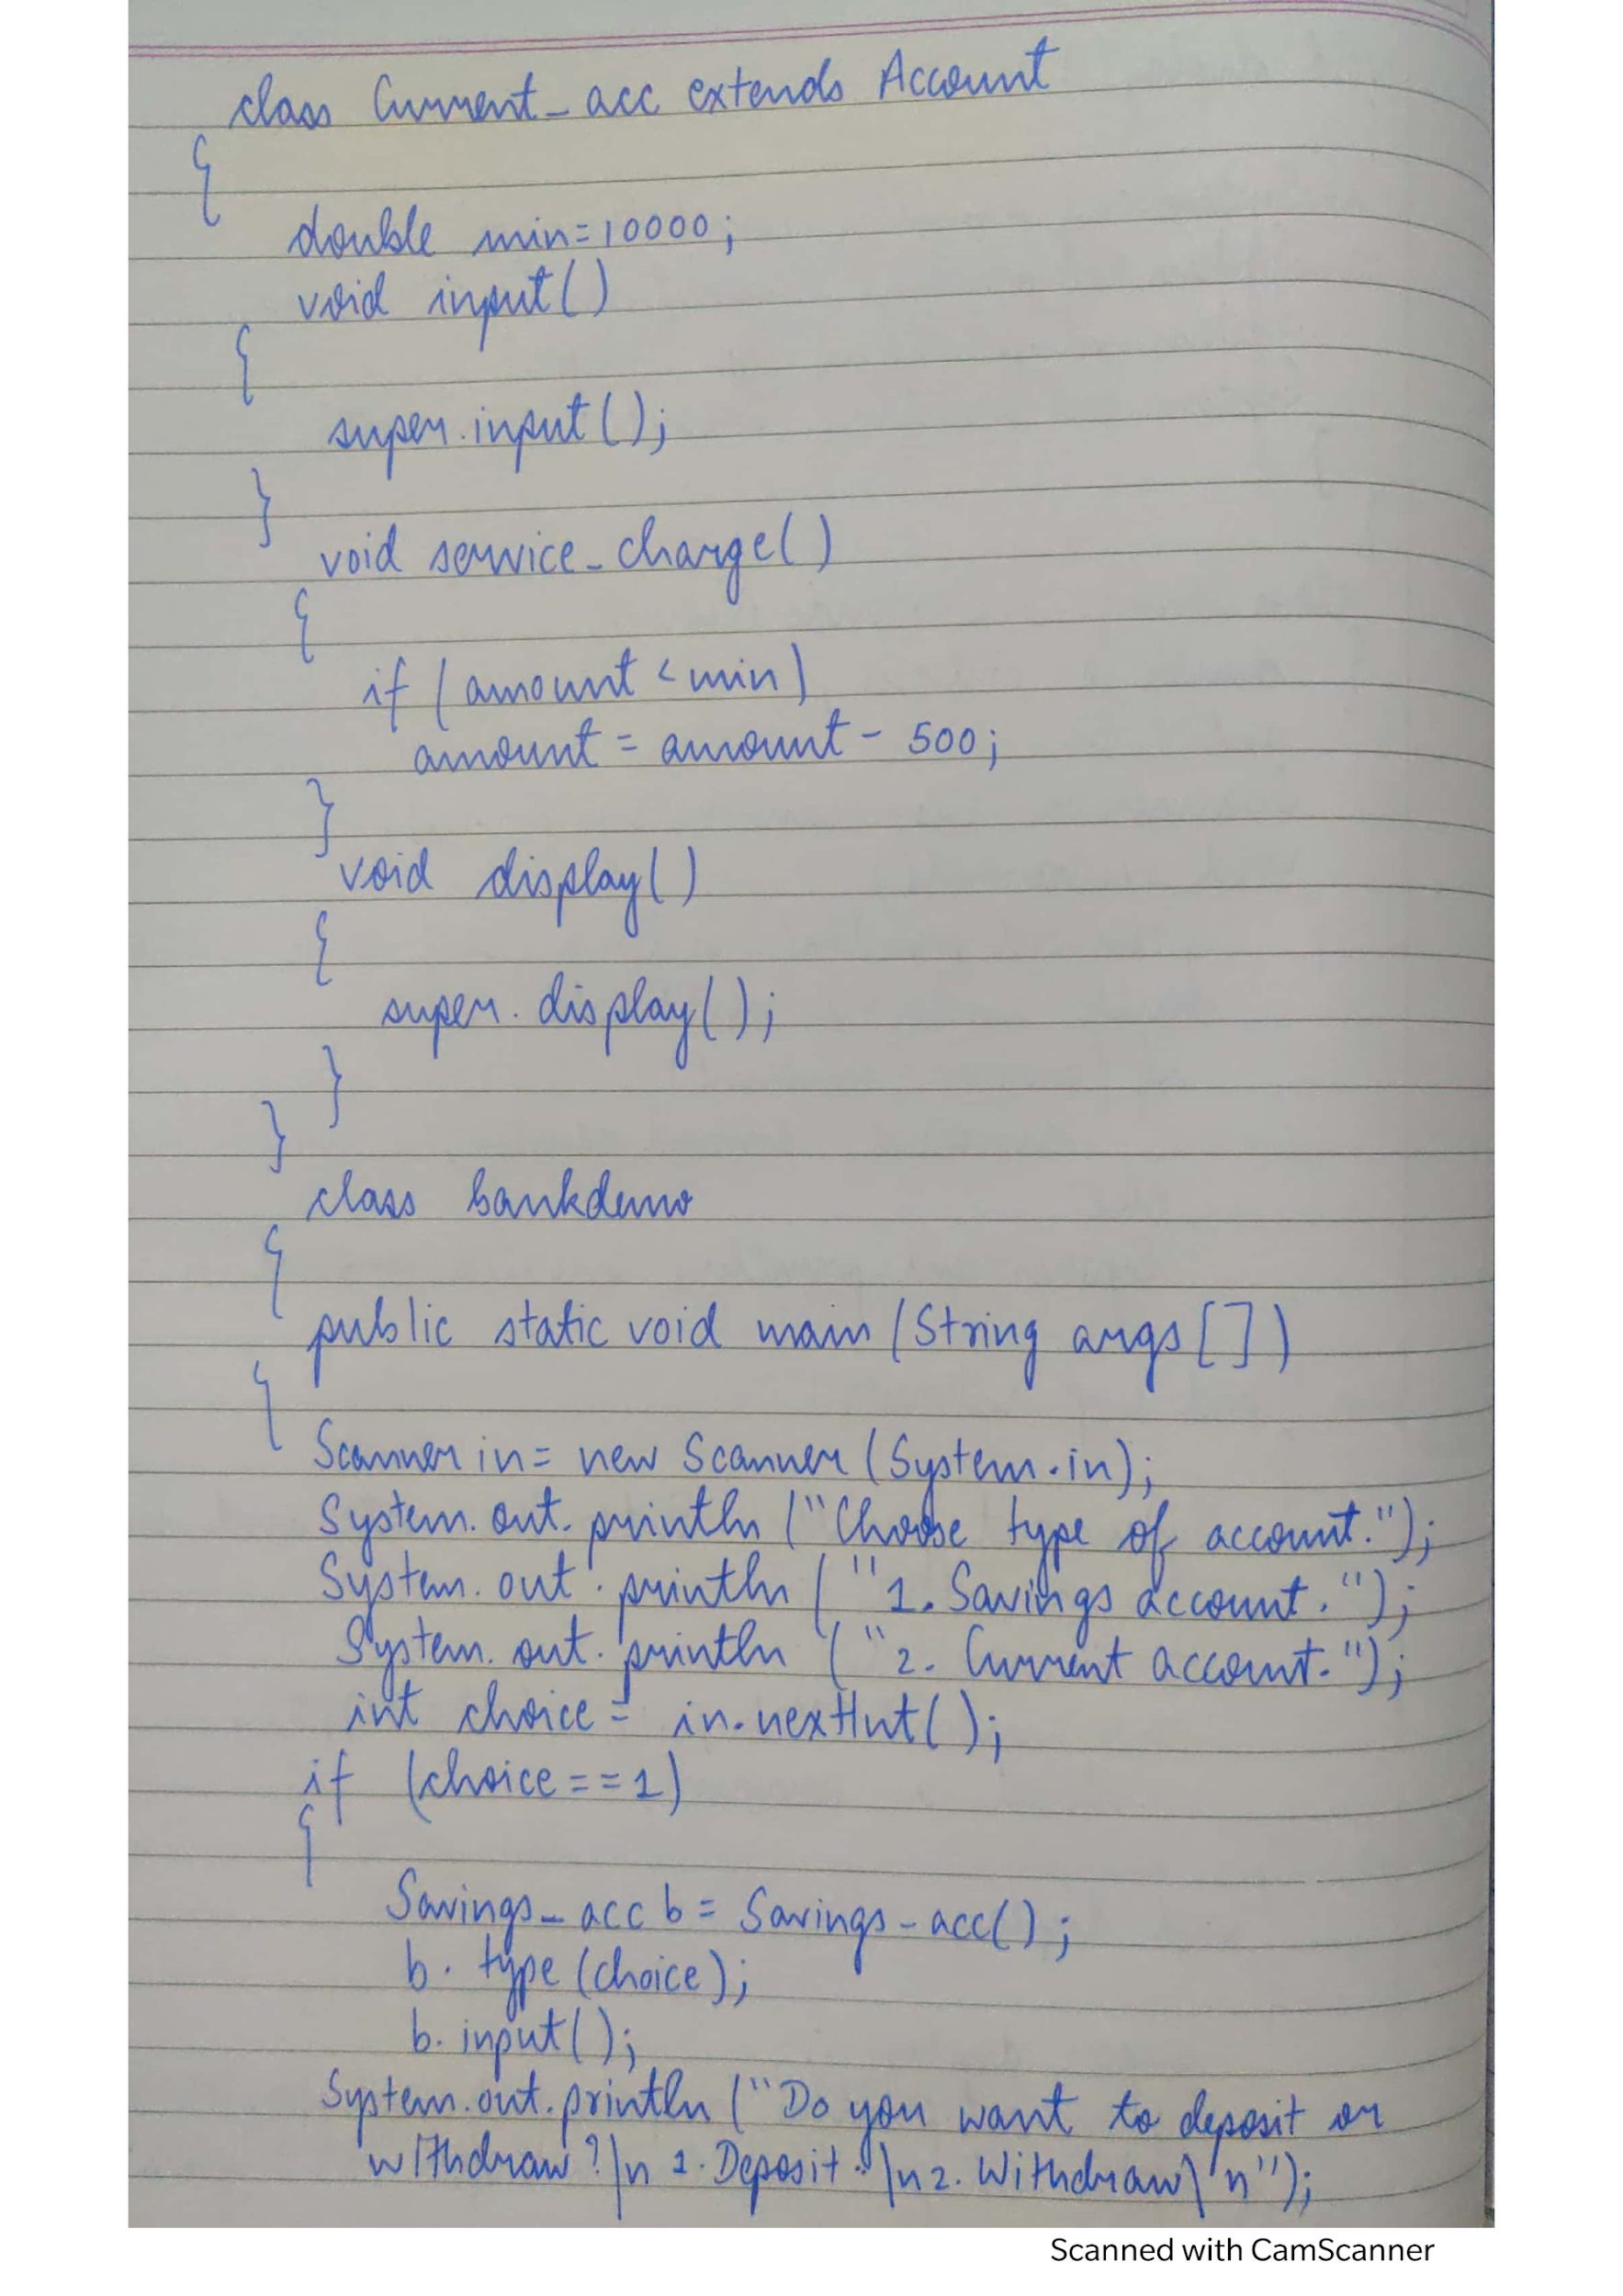 class Current_acc extends Account
{
double min=10000;
void input()
{
super.input();
}
void service_charge()
{
if (amount < min)
amount = amount - 500;
}
void display()
{
super.display();
}
}
class bankdemo
{
public static void main (String args[])
{
Scanner in= new Scanner (System.in);
System.out.println ("Choose type of account.");
System.out.println ("1. Savings account.");
System.out.println ("2. Current account.");
int choice = in.nextInt();
if (choice==1)
{
Savings_acc b = Savings_acc();
b. type (choice);
b. input();
System.out.println ("Do you want to deposit or
withdraw?\n 1. Deposit.\n 2. Withdraw\n");
Scanned with CamScanner